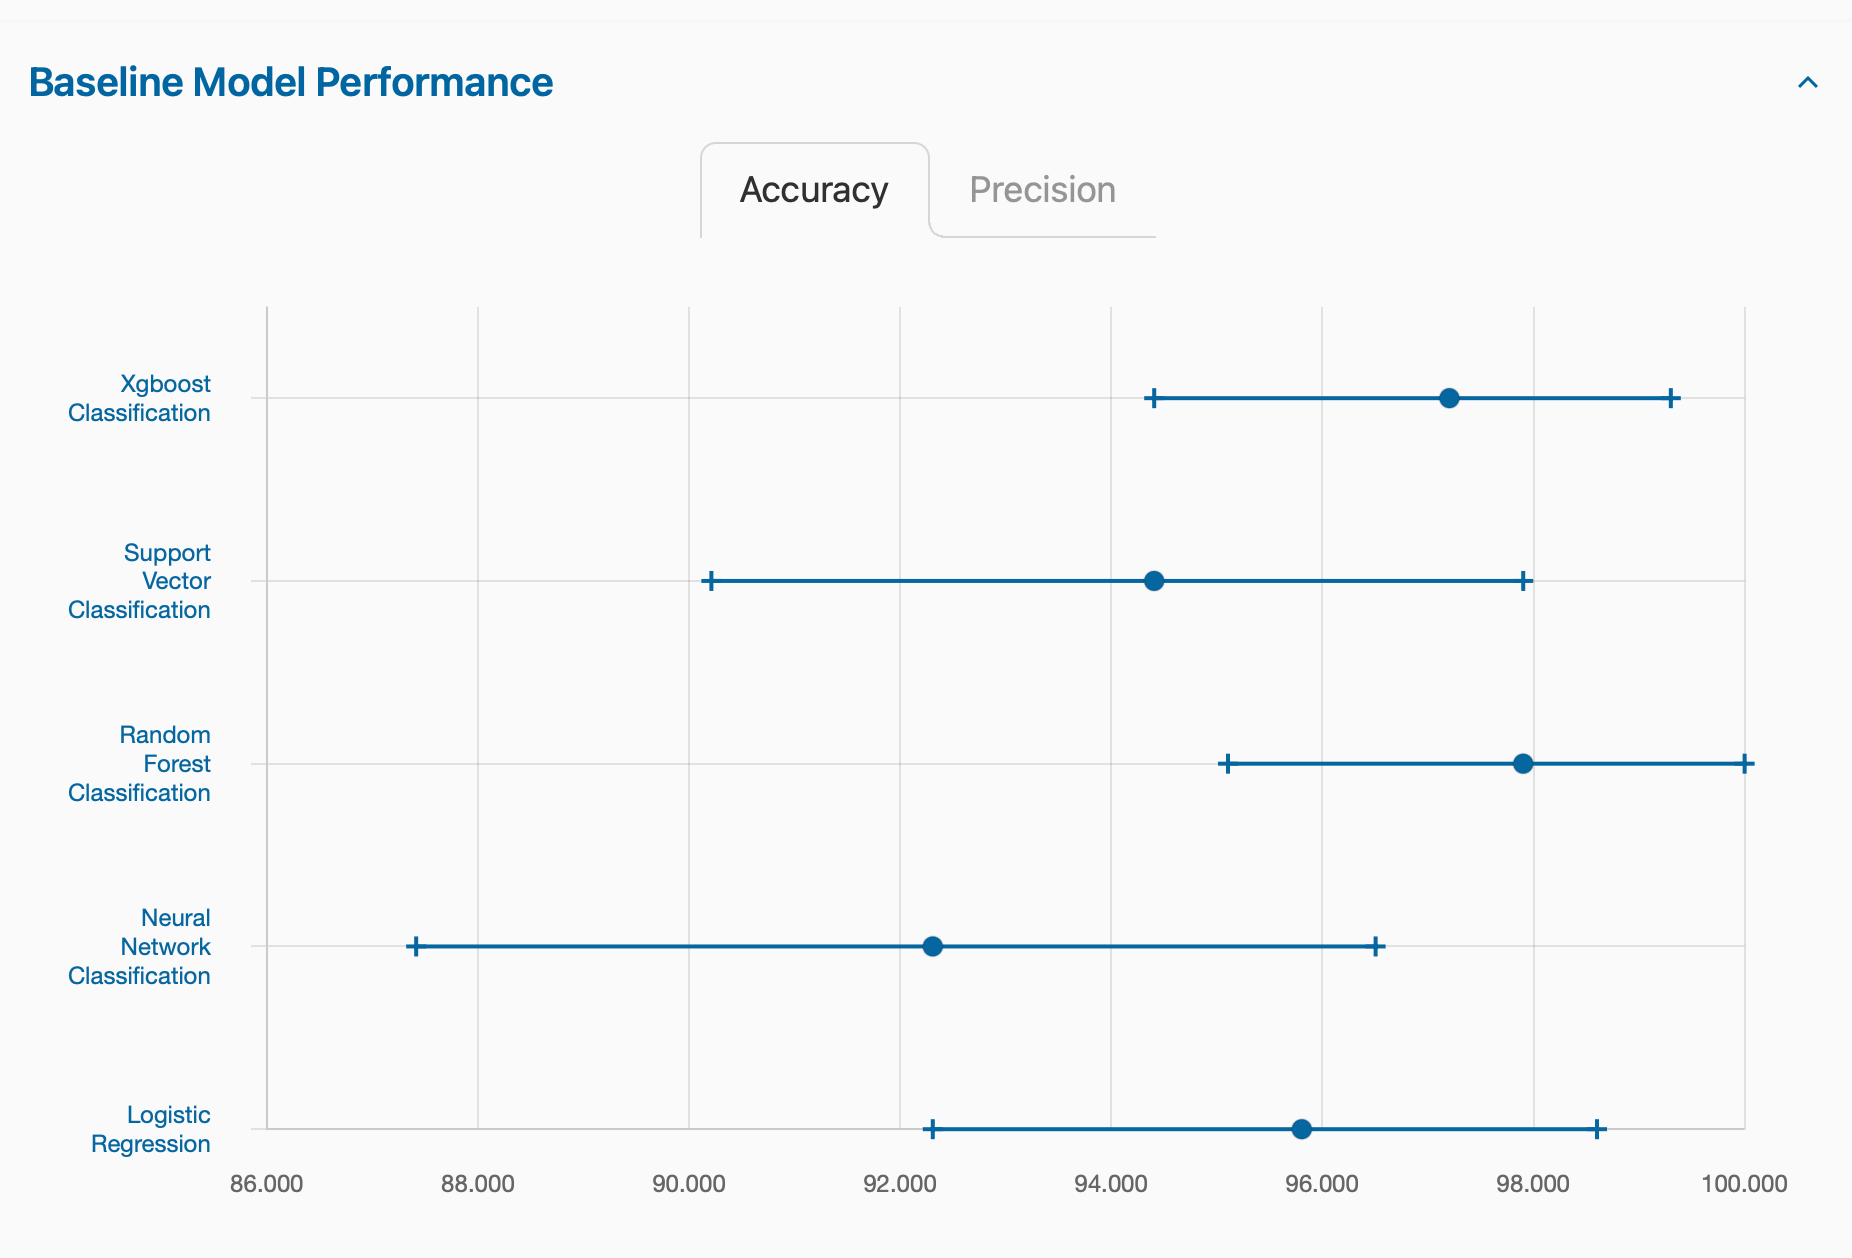 Baseline Model Performance
Accuracy
Precision
Xgboost
Classification
Support
Vector
Classification
Random
Forest
Classification
Neural
Network
Classification
Logistic
Regression
86.000 88.000 90.000 92.000 94.000 96.000 98.000 100.000